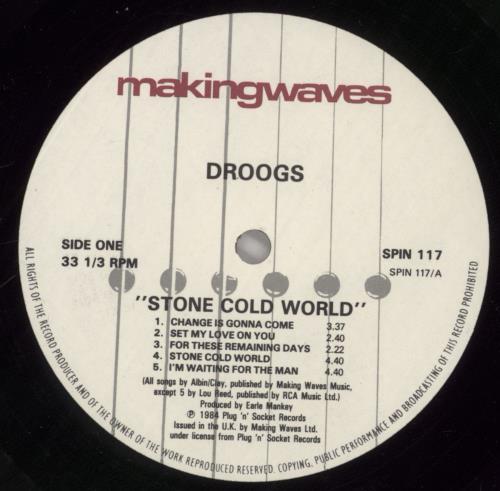 makingwaves
DROOGS
SIDE ONE
33 1/3 RPM
SPIN 117
SPIN 117/A
"STONE COLD WORLD"
1. CHANGE IS GONNA COME 3.37
2. SET MY LOVE ON YOU 2.40
3. FOR THESE REMAINING DAYS 2.22
4. STONE COLD WORLD 4.40
5. I'M WAITING FOR THE MAN 4.40
(All songs by Albin/Clay, published by Making Waves Music,
except 5 by Lou Reed, published by RCA Music Ltd.)
Produced by Earle Mankey
℗ 1984 Plug 'n' Socket Records
Issued in the U.K. by Making Waves Ltd.
under license from Plug 'n' Socket Records
ALL RIGHTS OF THE RECORD PRODUCER AND OF THE OWNER OF THE WORK REPRODUCED RESERVED. COPYING, PUBLIC PERFORMANCE AND BROADCASTING OF THIS RECORD PROHIBITED